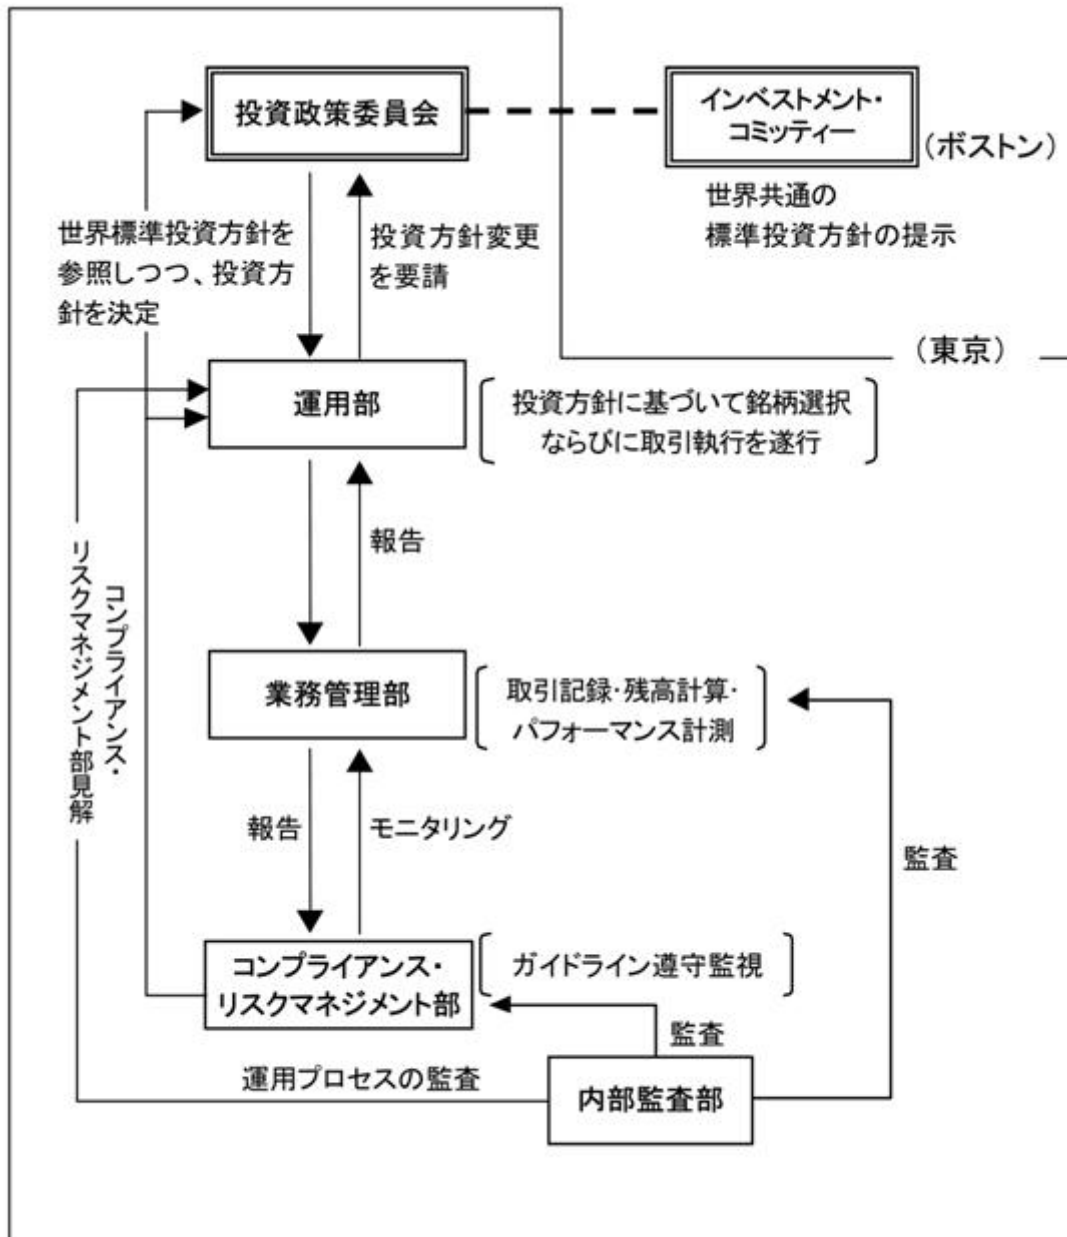 投資政策委員会
インベストメント・
コミッティー
(ボストン)
世界共通の
標準投資方針の提示
世界標準投資方針を
参照しつつ、投資方
針を決定
投資方針変更
を要請
(東京)
運用部
投資方針に基づいて銘柄選択
ならびに取引執行を遂行
報告
コンプライアンス・
リスクマネジメント部見解
業務管理部
取引記録・残高計算・
パフォーマンス計測
報告
モニタリング
監査
コンプライアンス・
リスクマネジメント部
ガイドライン遵守監視
監査
運用プロセスの監査
内部監査部